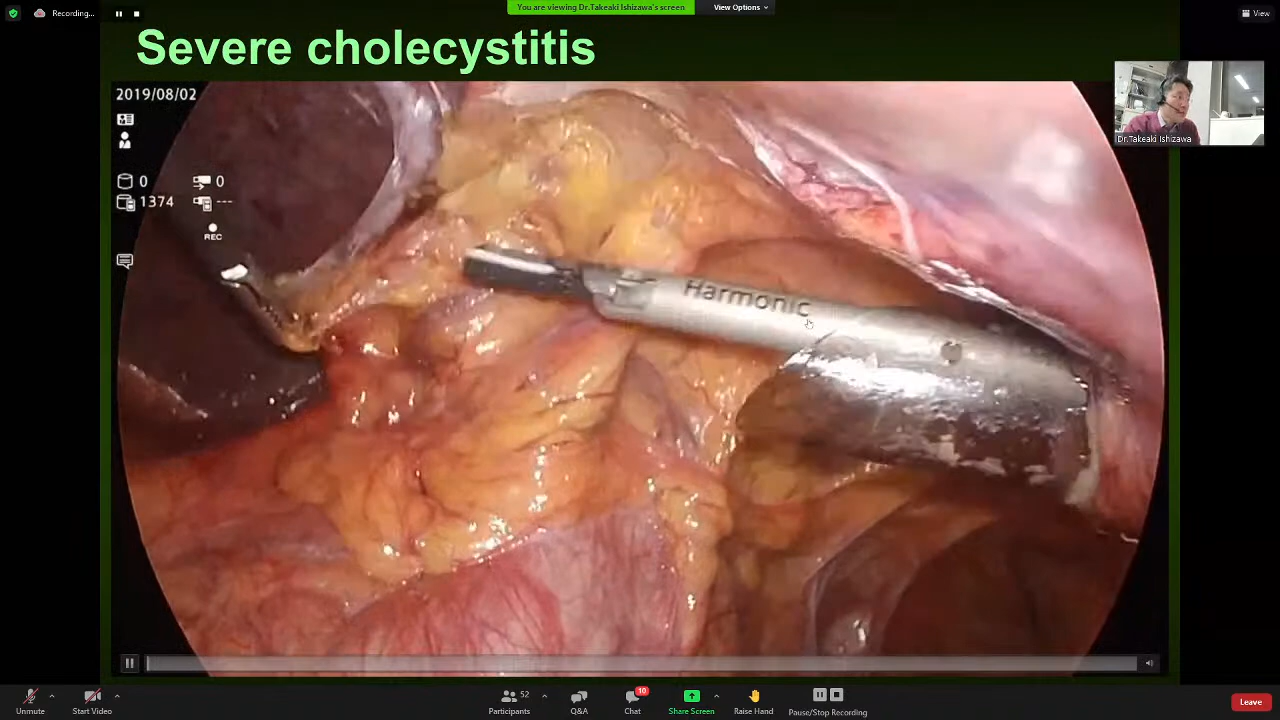 Recording...
You are viewing Dr.Takeaki Ishizawa's screen
View Options
View
Severe cholecystitis
2019/08/02
0
0
1374
---
REC
Harmonic
Dr.Takeaki Ishizawa
Unmute
Start Video
52
Participants
Q&A
10
Chat
Share Screen
Raise Hand
Pause/Stop Recording
Leave